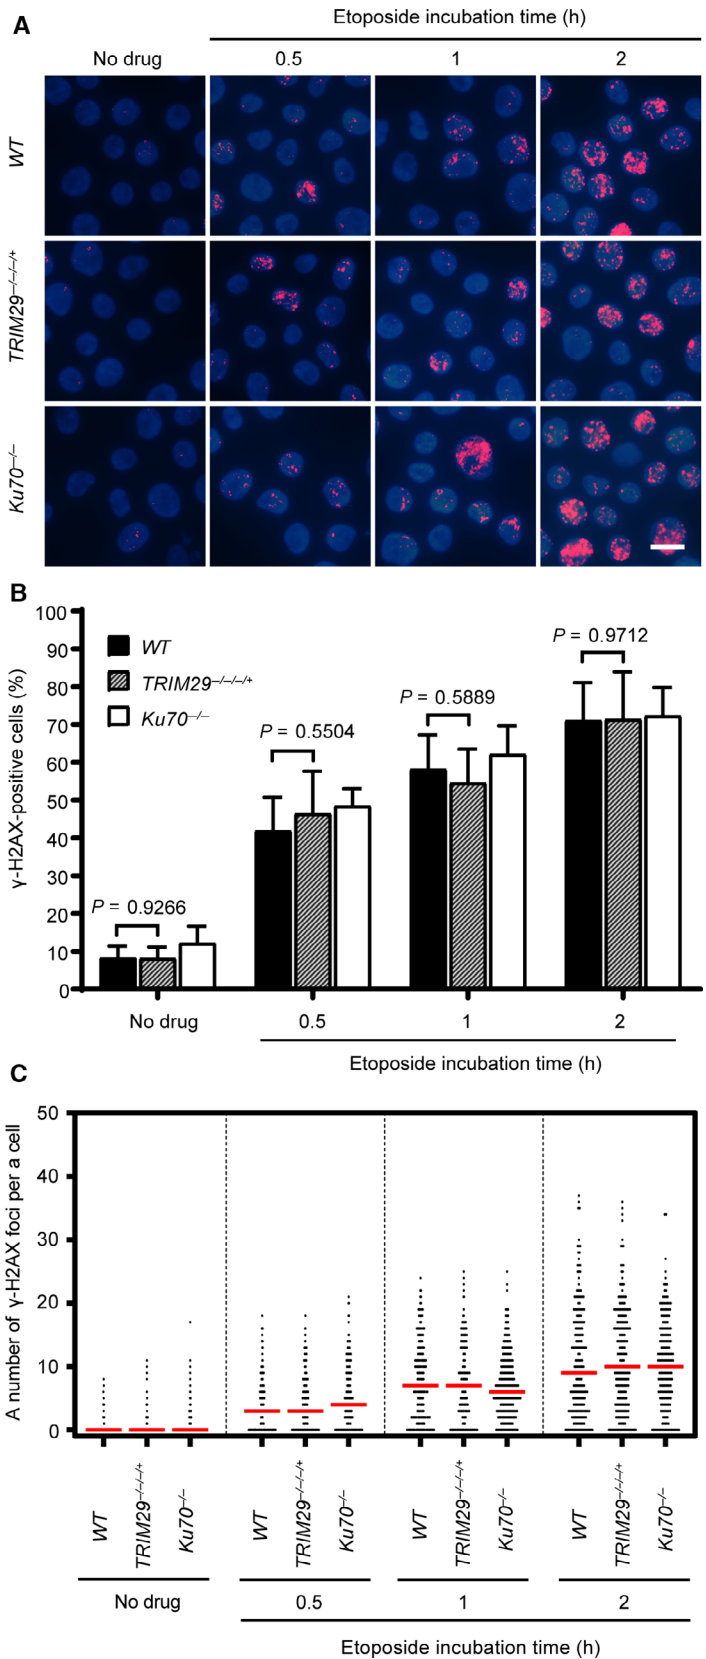 A
Etoposide incubation time (h)
No drug 0.5 1 2
WT
TRIM29–/–/–/+
Ku70–/–
B
γ-H2AX-positive cells (%)
100
90
80
70
60
50
40
30
20
10
0
WT
TRIM29–/–/–/+
Ku70–/–
P = 0.9266
P = 0.5504
P = 0.5889
P = 0.9712
No drug 0.5 1 2
Etoposide incubation time (h)
C
A number of γ-H2AX foci per a cell
50
40
30
20
10
0
WT TRIM29–/–/–/+ Ku70–/– WT TRIM29–/–/–/+ Ku70–/– WT TRIM29–/–/–/+ Ku70–/– WT TRIM29–/–/–/+ Ku70–/–
No drug 0.5 1 2
Etoposide incubation time (h)